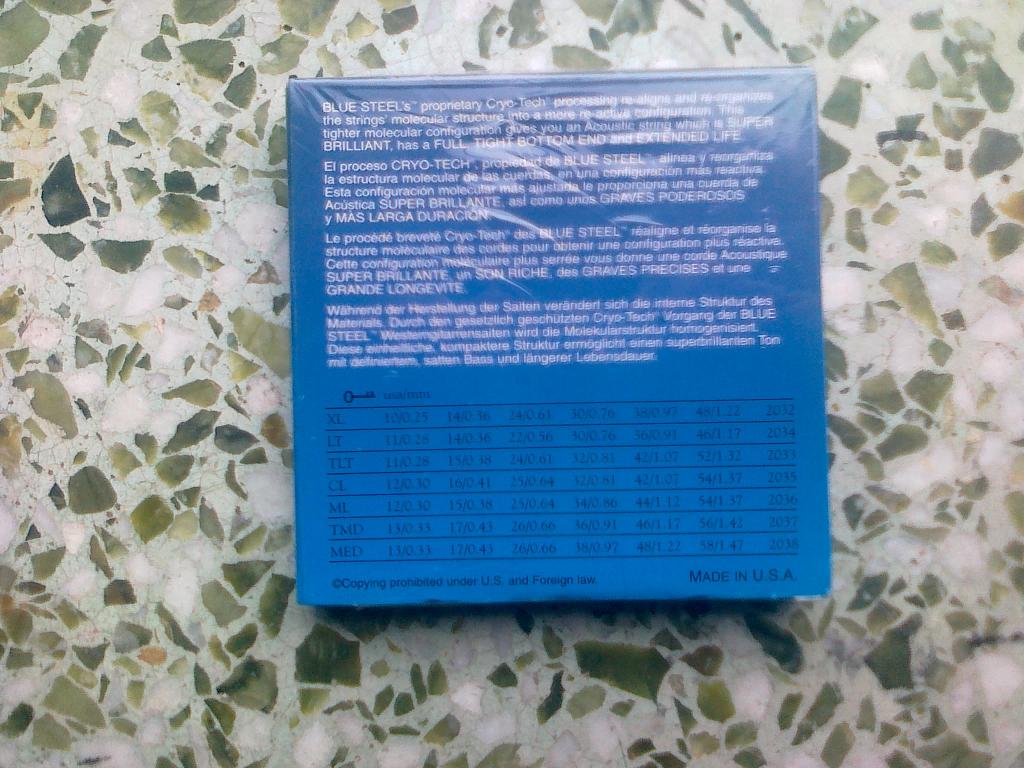 BLUE STEEL's™ proprietary Cryo-Tech™ processing re-aligns and re-organizes
the strings' molecular structure into a more re-active configuration. This
tighter molecular configuration gives you an Acoustic string which is SUPER
BRILLIANT, has a FULL, TIGHT BOTTOM END and EXTENDED LIFE.
El proceso CRYO-TECH™, propiedad de BLUE STEEL™, alinea y reorganiza
la estructura molecular de las cuerdas, en una configuración más reactiva.
Esta configuración molecular más ajustada le proporciona una cuerda de
Acústica SUPER BRILLANTE, así como unos GRAVES PODEROSOS
y MÁS LARGA DURACIÓN.
Le procédé breveté Cryo-Tech™ des BLUE STEEL™ réaligne et réorganise la
structure moléculaire des cordes pour obtenir une configuration plus réactive.
Cette configuration moléculaire plus serrée vous donne une corde Acoustique
SUPER BRILLANTE, un SON RICHE, des GRAVES PRECISES et une
GRANDE LONGEVITE.
Während der Herstellung der Saiten verändert sich die interne Struktur des
Materials. Durch den gesetzlich geschützten Cryo-Tech™ Vorgang der BLUE
STEEL™ Westerngitarrensaiten wird die Molekularstruktur homogenisiert.
Diese einheitliche, kompaktere Struktur ermöglicht einen superbrillanten Ton
mit definiertem, satten Bass und längerer Lebensdauer.
usa/mm
XL 10/0.25 14/0.36 24/0.61 30/0.76 38/0.97 48/1.22 2032
LT 11/0.28 14/0.36 22/0.56 30/0.76 36/0.91 46/1.17 2034
TLT 11/0.28 15/0.38 24/0.61 32/0.81 42/1.07 52/1.32 2033
CL 12/0.30 16/0.41 25/0.64 32/0.81 42/1.07 54/1.37 2035
ML 12/0.30 15/0.38 25/0.64 34/0.86 44/1.12 54/1.37 2036
TMD 13/0.33 17/0.43 26/0.66 36/0.91 46/1.17 56/1.42 2037
MED 13/0.33 17/0.43 26/0.66 38/0.97 48/1.22 58/1.47 2038
©Copying prohibited under U.S. and Foreign law. MADE IN U.S.A.